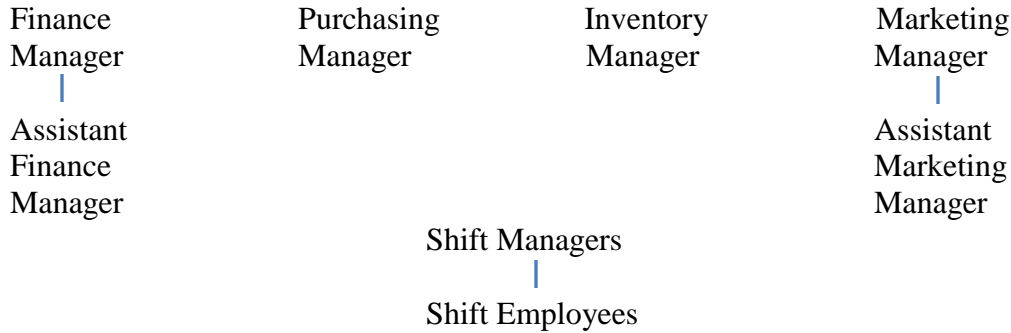 Finance Purchasing Inventory Marketing
Manager Manager Manager Manager
Assistant Assistant
Finance Marketing
Manager Manager
Shift Managers
Shift Employees